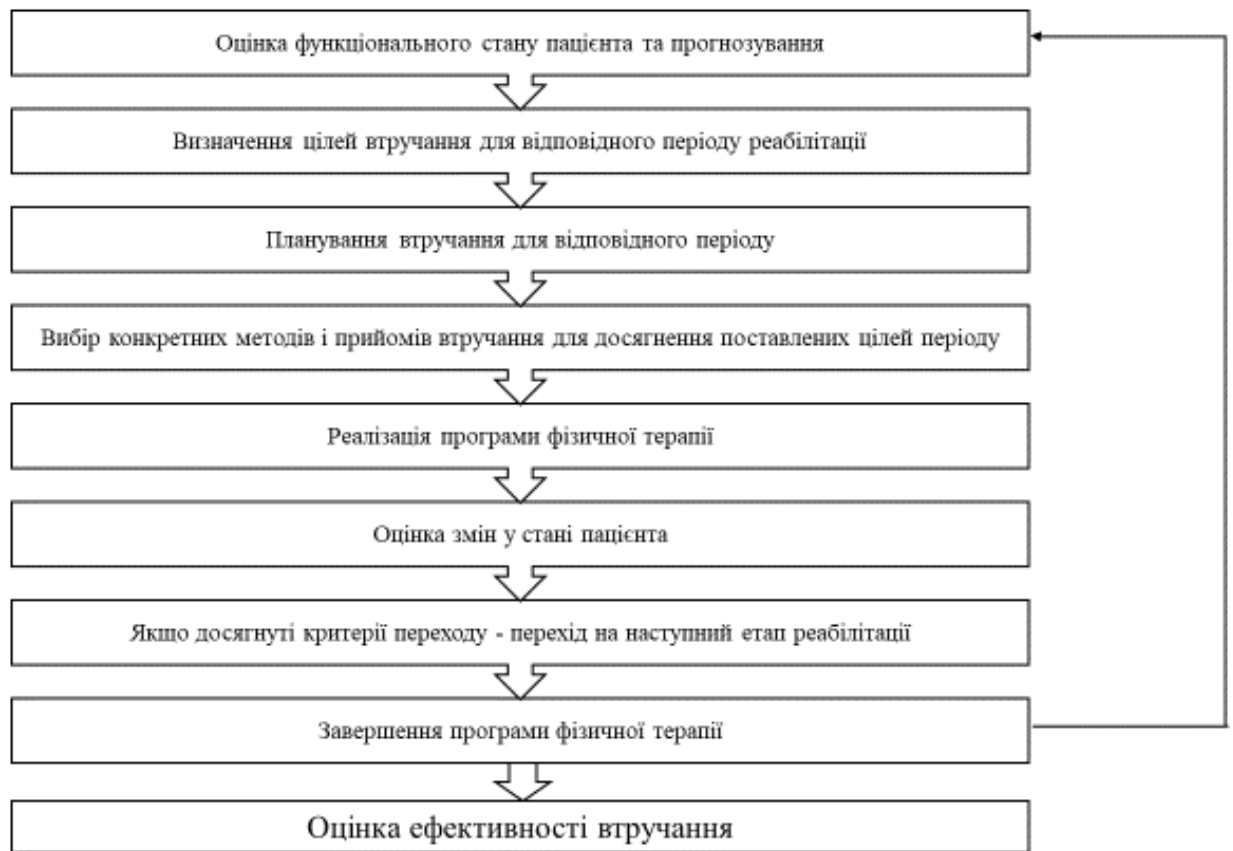 Оцінка функціонального стану пацієнта та прогнозування
Визначення цілей втручання для відповідного періоду реабілітації
Планування втручання для відповідного періоду
Вибір конкретних методів і прийомів втручання для досягнення поставлених цілей періоду
Реалізація програми фізичної терапії
Оцінка змін у стані пацієнта
Якщо досягнуті критерії переходу - перехід на наступний етап реабілітації
Завершення програми фізичної терапії
Оцінка ефективності втручання